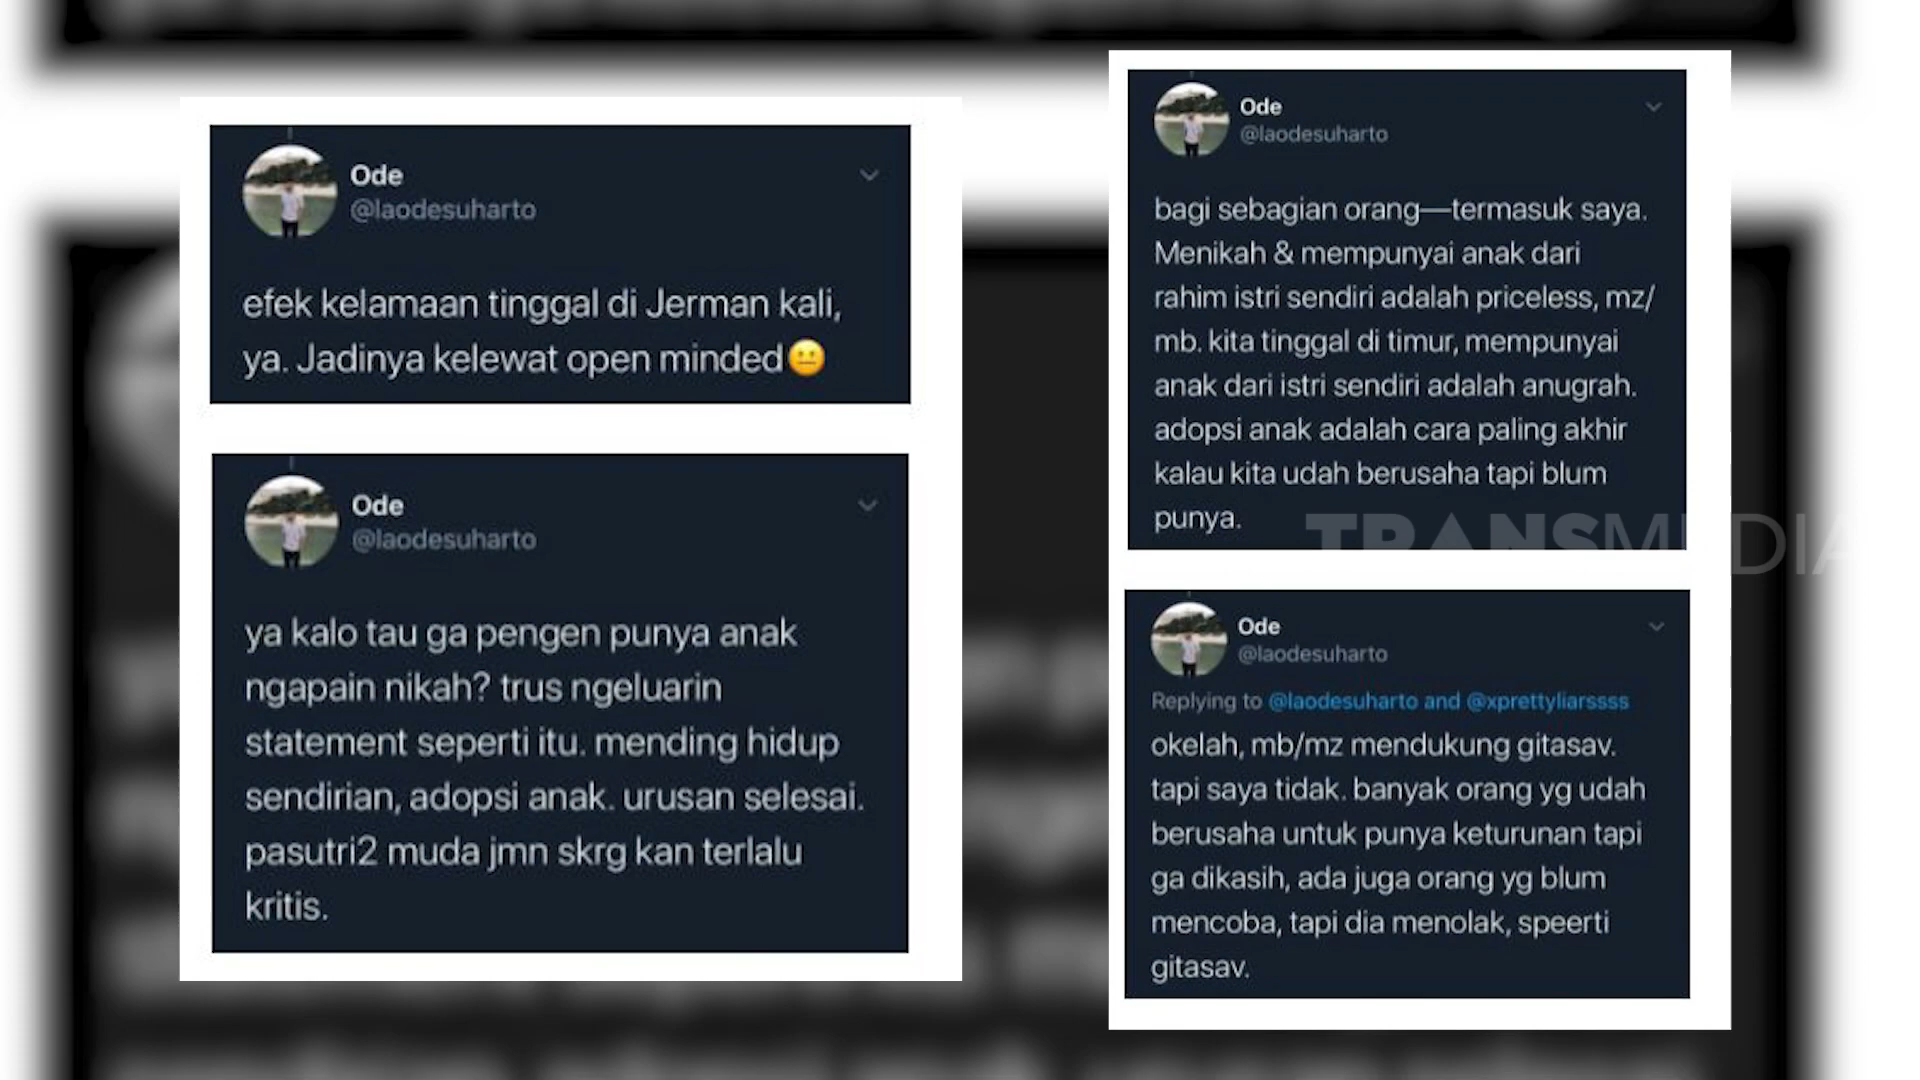 Ode
@laodesuharto
efek kelamaan tinggal di Jerman kali,
ya. Jadinya kelewat open minded😐
Ode
@laodesuharto
ya kalo tau ga pengen punya anak
ngapain nikah? trus ngeluarin
statement seperti itu. mending hidup
sendirian, adopsi anak. urusan selesai.
pasutri2 muda jmn skrg kan terlalu
kritis.
Ode
@laodesuharto
bagi sebagian orang—termasuk saya.
Menikah & mempunyai anak dari
rahim istri sendiri adalah priceless, mz/
mb. kita tinggal di timur, mempunyai
anak dari istri sendiri adalah anugrah.
adopsi anak adalah cara paling akhir
kalau kita udah berusaha tapi blum
punya.
TRANSMEDIA
Ode
@laodesuharto
Replying to @laodesuharto and @xprettyliarssss
okelah, mb/mz mendukung gitasav.
tapi saya tidak. banyak orang yg udah
berusaha untuk punya keturunan tapi
ga dikasih, ada juga orang yg blum
mencoba, tapi dia menolak, speerti
gitasav.